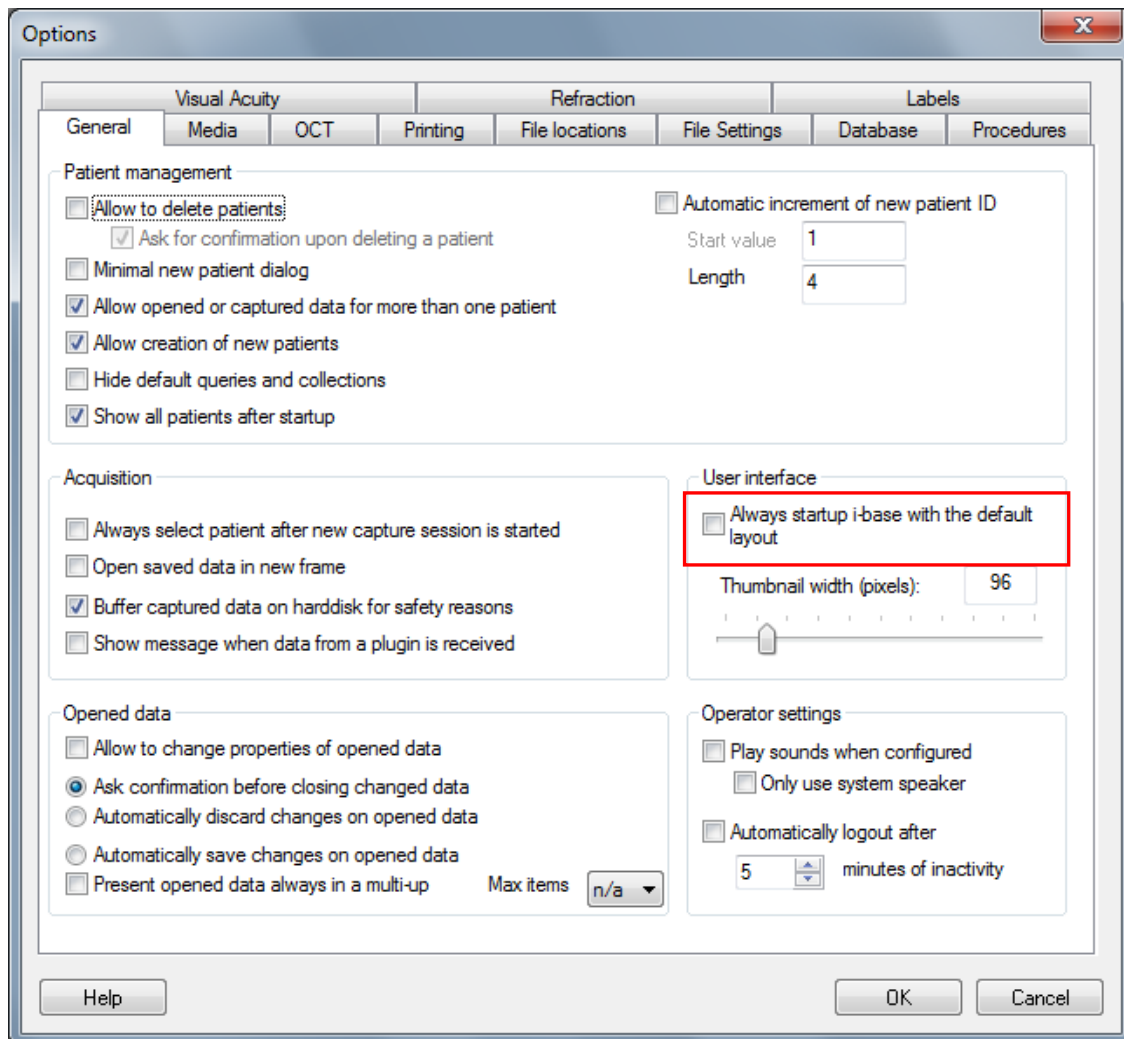 Options
X
Visual Acuity
Refraction
Labels
General
Media
OCT
Printing
File locations
File Settings
Database
Procedures
Patient management
Allow to delete patients
Ask for confirmation upon deleting a patient
Minimal new patient dialog
Allow opened or captured data for more than one patient
Allow creation of new patients
Hide default queries and collections
Show all patients after startup
Automatic increment of new patient ID
Start value
1
Length
4
Acquisition
Always select patient after new capture session is started
Open saved data in new frame
Buffer captured data on harddisk for safety reasons
Show message when data from a plugin is received
User interface
Always startup i-base with the default
layout
Thumbnail width (pixels):
96
Opened data
Allow to change properties of opened data
Ask confirmation before closing changed data
Automatically discard changes on opened data
Automatically save changes on opened data
Present opened data always in a multi-up
Max items
n/a
Operator settings
Play sounds when configured
Only use system speaker
Automatically logout after
5
minutes of inactivity
Help
OK
Cancel